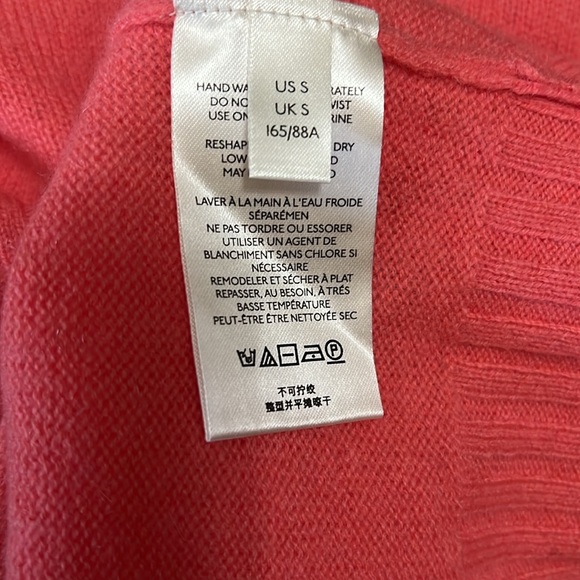 US S
UK S
165/88A
HAND WA RATELY
DO NO IST
USE ON RINE
RESHAP DRY
LOW D
MAY D
LAVER À LA MAIN À L'EAU FROIDE
SÉPARÉMEN
NE PAS TORDRE OU ESSORER
UTILISER UN AGENT DE
BLANCHIMENT SANS CHLORE SI
NÉCESSAIRE
REMODELER ET SÈCHER À PLAT
REPASSER, AU BESOIN, À TRÉS
BASSE TEMPÉRATURE
PEUT-ÊTRE ÊTRE NETTOYÉE SEC
P
不可拧绞
整型并平摊晾干